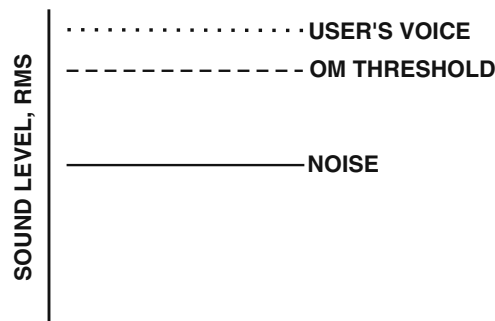 USER'S VOICE
OM THRESHOLD
NOISE
SOUND LEVEL, RMS